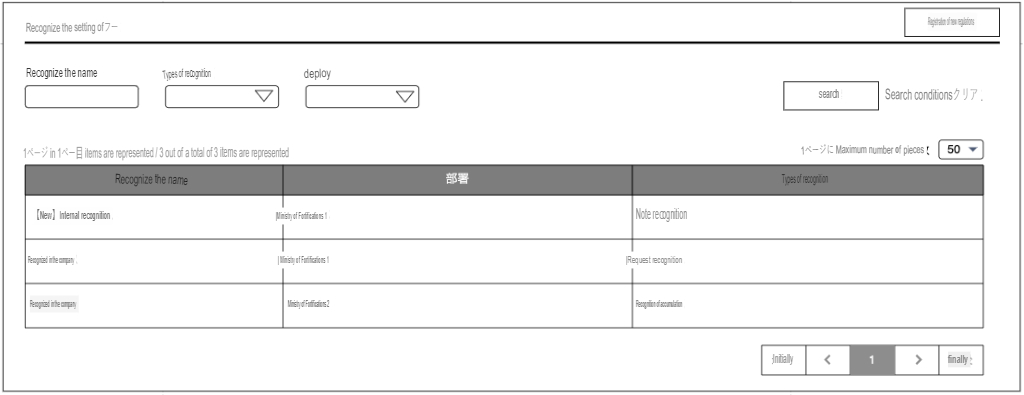 Recognize the setting ofフー
Registration of new regulations
Recognize the name
Types of recognition
deploy
search
Search conditionsクリア
1ページ in 1ページ目 items are represented / 3 out of a total of 3 items are represented
1ページに Maximum number of pieces
50
Recognize the name
部署
Types of recognition
【New】Internal recognition
Ministry of Fortifications 1
Note recognition
Recognized in the company
Ministry of Fortifications 1
Request recognition
Recognized in the company
Ministry of Fortifications 2
Recognition of accumulation
Initially
1
finally